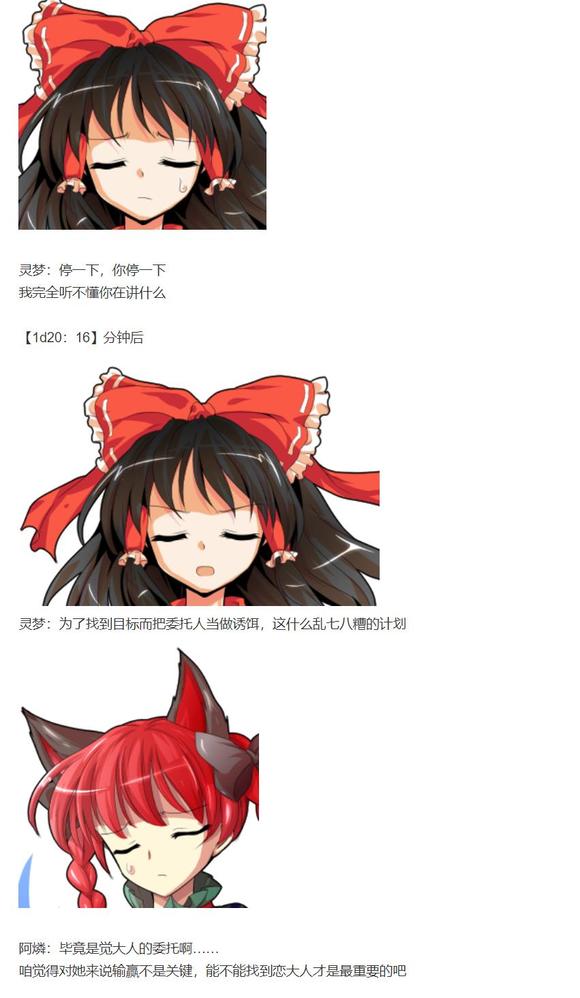 灵梦：停一下，你停一下
我完全听不懂你在讲什么
【1d20：16】分钟后
灵梦：为了找到目标而把委托人当做诱饵，这什么乱七八糟的计划
阿燐：毕竟是觉大人的委托啊……
咱觉得对她来说输赢不是关键，能不能找到恋大人才是最重要的吧